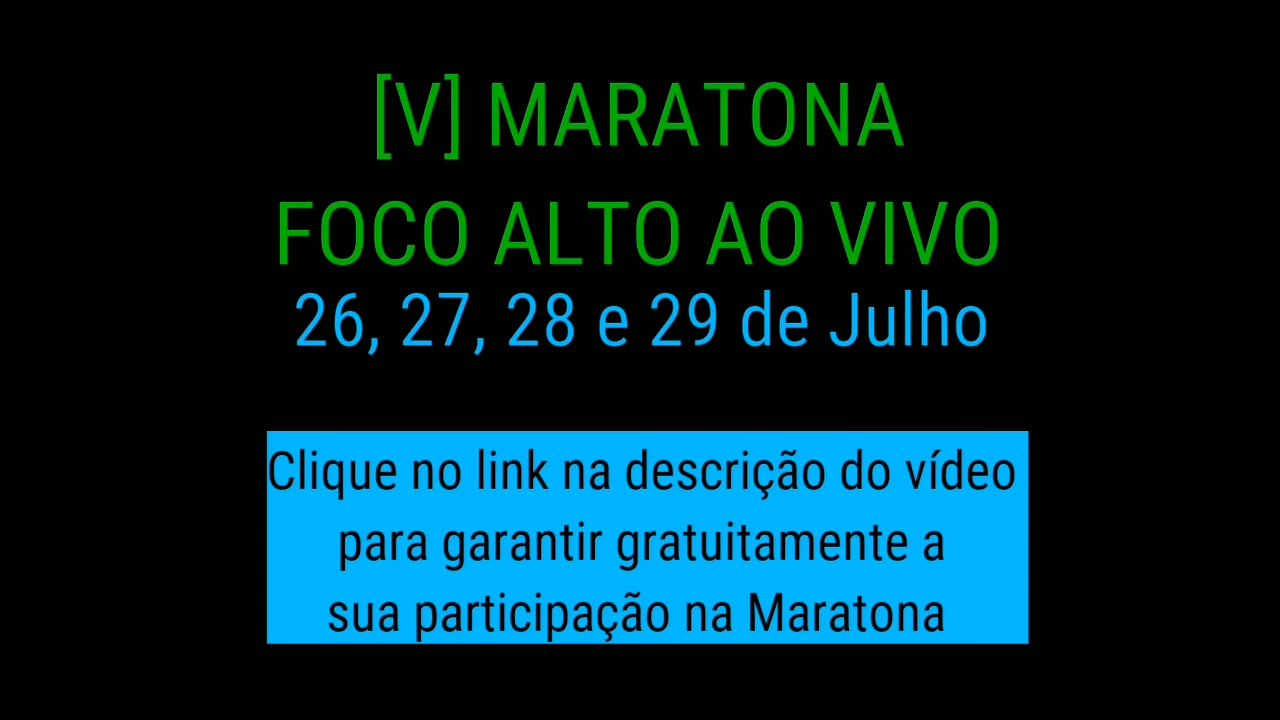 [V] MARATONA
FOCO ALTO AO VIVO
26, 27, 28 e 29 de Julho
Clique no link na descrição do vídeo
para garantir gratuitamente a
sua participação na Maratona